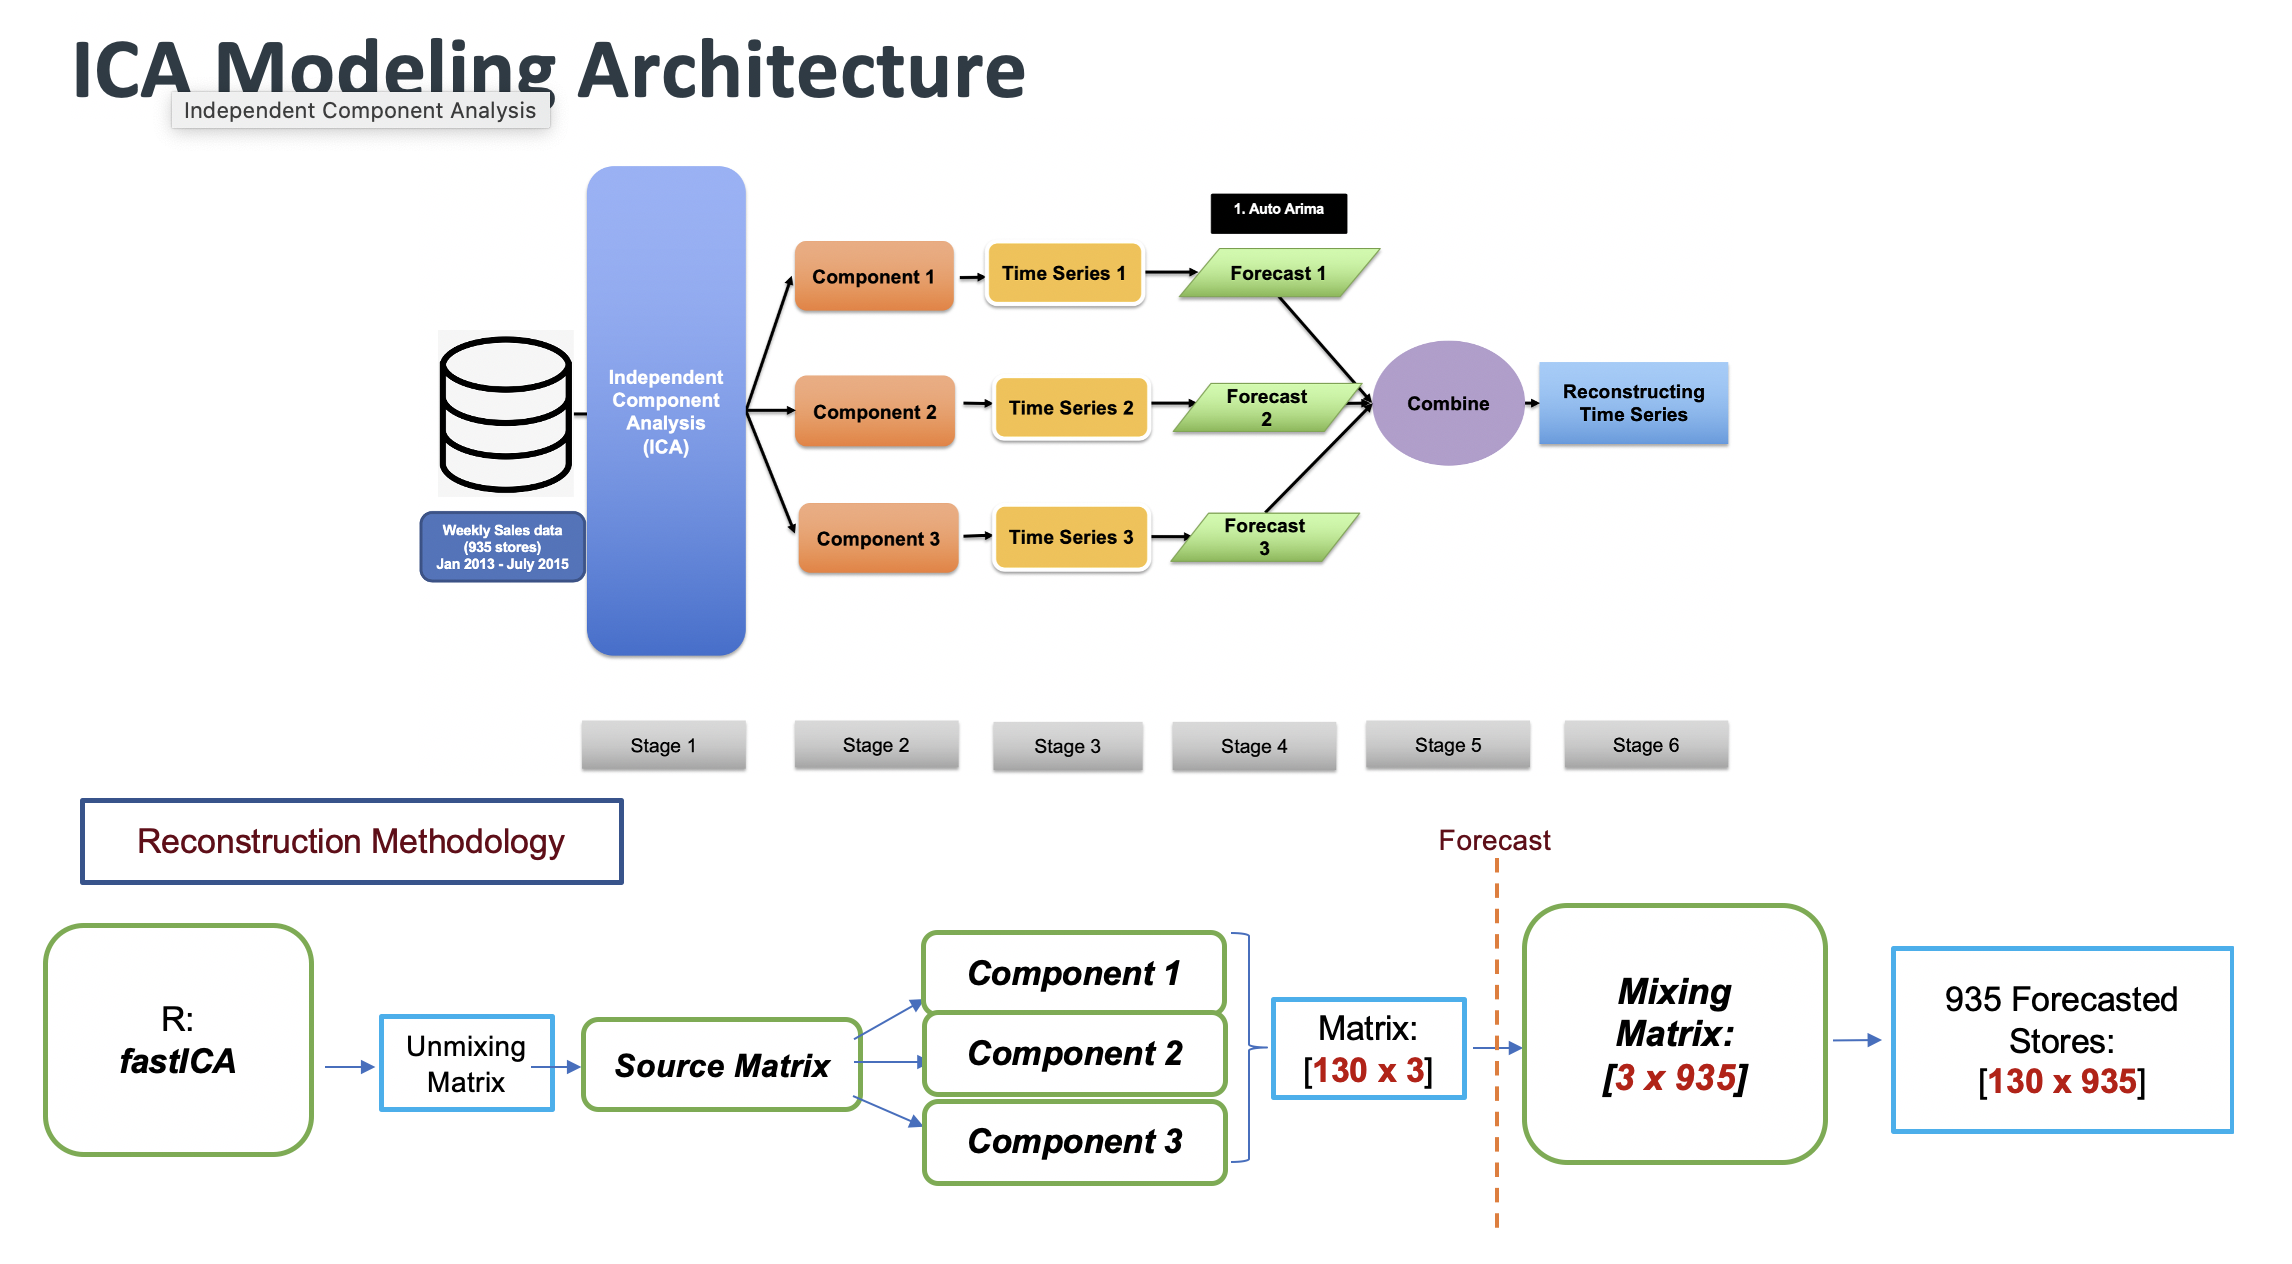 ICA Modeling Architecture
Independent Component Analysis
1. Auto Arima
Component 1
Time Series 1
Forecast 1
Independent
Component
Analysis
(ICA)
Component 2
Time Series 2
Forecast
2
Combine
Reconstructing
Time Series
Weekly Sales data
(935 stores)
Jan 2013 - July 2015
Component 3
Time Series 3
Forecast
3
Stage 1
Stage 2
Stage 3
Stage 4
Stage 5
Stage 6
Reconstruction Methodology
Forecast
R:
fastICA
Unmixing
Matrix
Source Matrix
Component 1
Component 2
Component 3
Matrix:
[130 x 3]
Mixing
Matrix:
[3 x 935]
935 Forecasted
Stores:
[130 x 935]